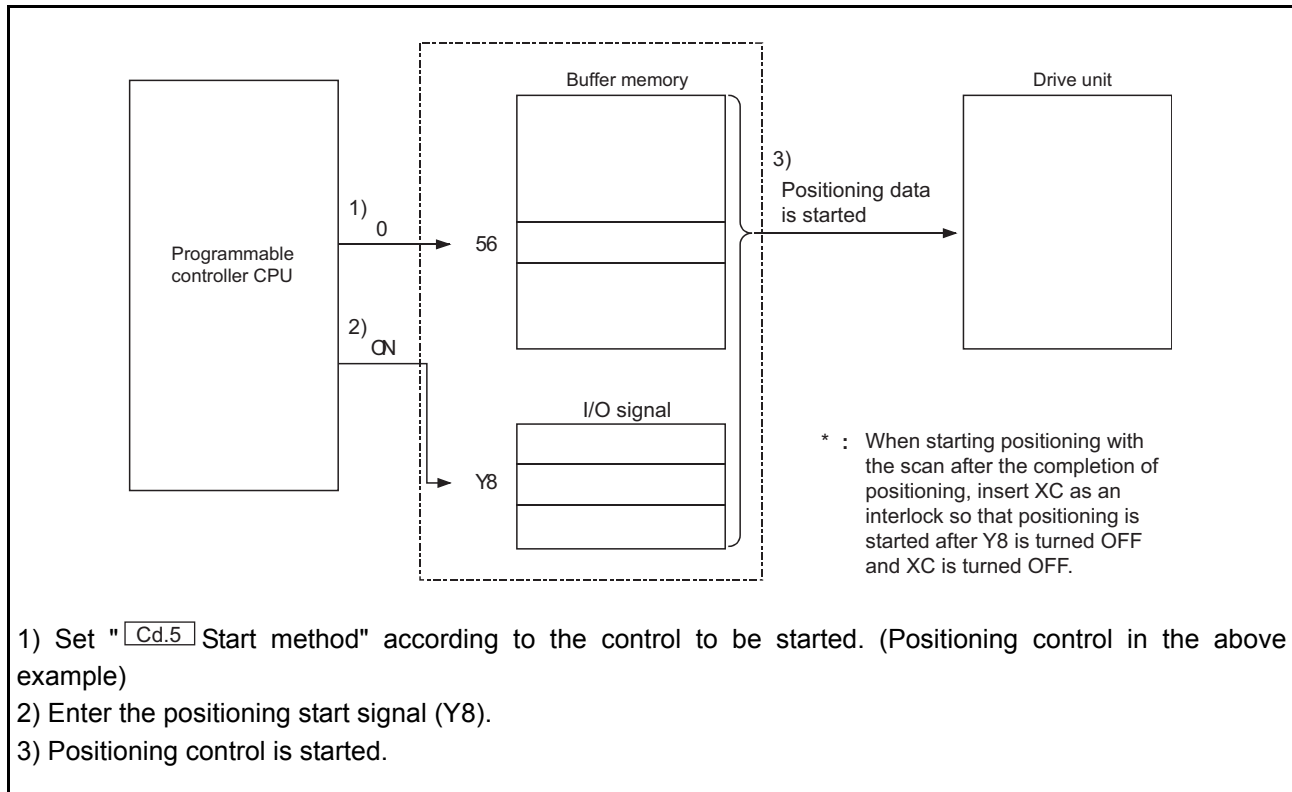 Buffer memory
Drive unit
Programmable
controller CPU
1)
0
56
2)
ON
Y8
I/O signal
3)
Positioning data
is started
* : When starting positioning with
the scan after the completion of
positioning, insert XC as an
interlock so that positioning is
started after Y8 is turned OFF
and XC is turned OFF.
1) Set " Cd.5 Start method" according to the control to be started. (Positioning control in the above
example)
2) Enter the positioning start signal (Y8).
3) Positioning control is started.